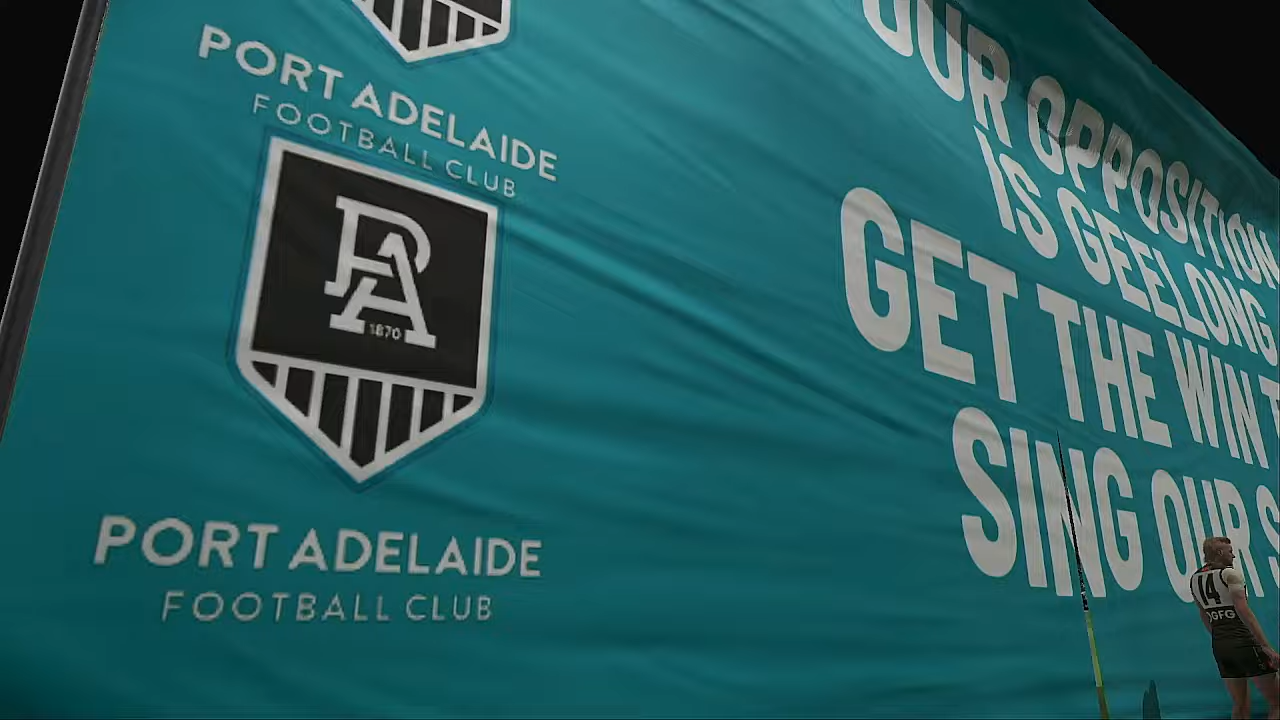 PORT ADELAIDE
FOOTBALL CLUB
PA
1870
PORT ADELAIDE
FOOTBALL CLUB
OUR OPPOSITION
IS GEELONG
GET THE WIN
SING OUR
14